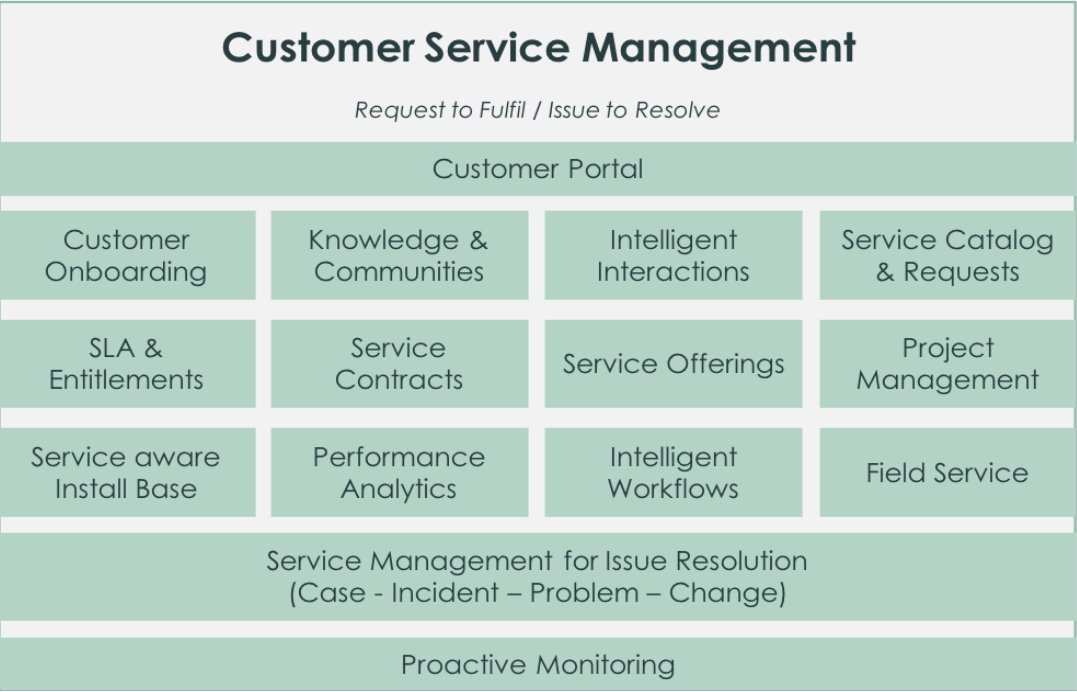 Customer Service Management
Request to Fulfil / Issue to Resolve
Customer Portal
Customer
Onboarding
Knowledge &
Communities
Intelligent
Interactions
Service Catalog
& Requests
SLA &
Entitlements
Service
Contracts
Service Offerings
Project
Management
Service aware
Install Base
Performance
Analytics
Intelligent
Workflows
Field Service
Service Management for Issue Resolution
(Case - Incident – Problem – Change)
Proactive Monitoring